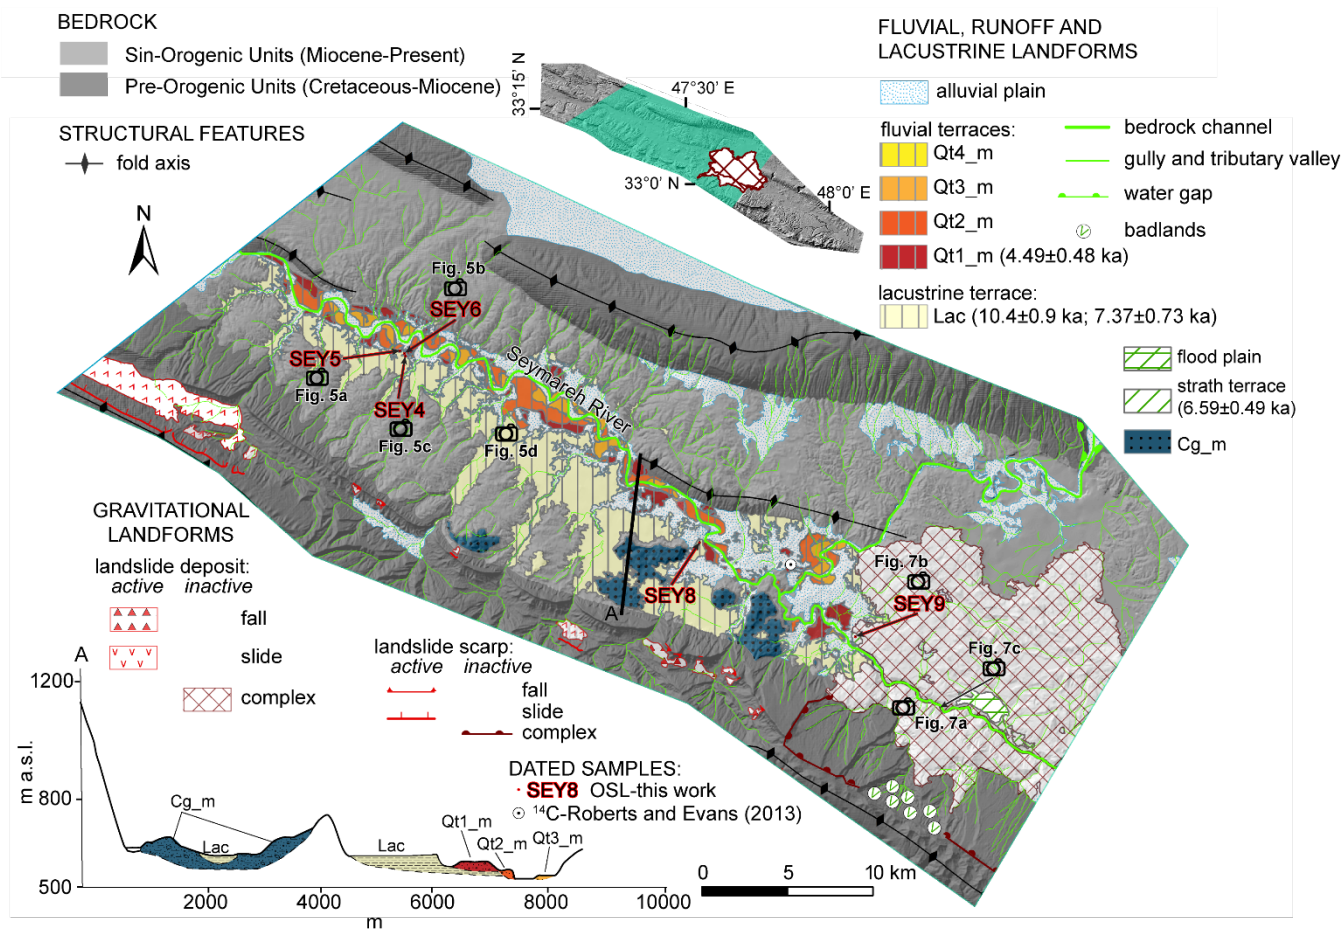 BEDROCK
Sin-Orogenic Units (Miocene-Present)
Pre-Orogenic Units (Cretaceous-Miocene)
STRUCTURAL FEATURES
fold axis
N
33°15' N
47°30' E
33°0' N
48°0' E
FLUVIAL, RUNOFF AND
LACUSTRINE LANDFORMS
alluvial plain
fluvial terraces:
Qt4_m
Qt3_m
Qt2_m
Qt1_m (4.49±0.48 ka)
lacustrine terrace:
Lac (10.4±0.9 ka; 7.37±0.73 ka)
bedrock channel
gully and tributary valley
water gap
badlands
flood plain
strath terrace
(6.59±0.49 ka)
Cg_m
Fig. 5b
SEY6
SEY5
Fig. 5a
SEY4
Fig. 5c
Fig. 5d
Seymareh River
A
SEY8
Fig. 7b
SEY9
Fig. 7c
Fig. 7a
GRAVITATIONAL
LANDFORMS
landslide deposit:
active inactive
fall
slide
complex
landslide scarp:
active inactive
fall
slide
complex
DATED SAMPLES:
SEY8 OSL-this work
14C-Roberts and Evans (2013)
0 5 10 km
A
1200
800
500
m a.s.l.
Cg_m
Lac
Lac
Qt1_m
Qt2_m
Qt3_m
2000 4000 6000 8000 10000
m